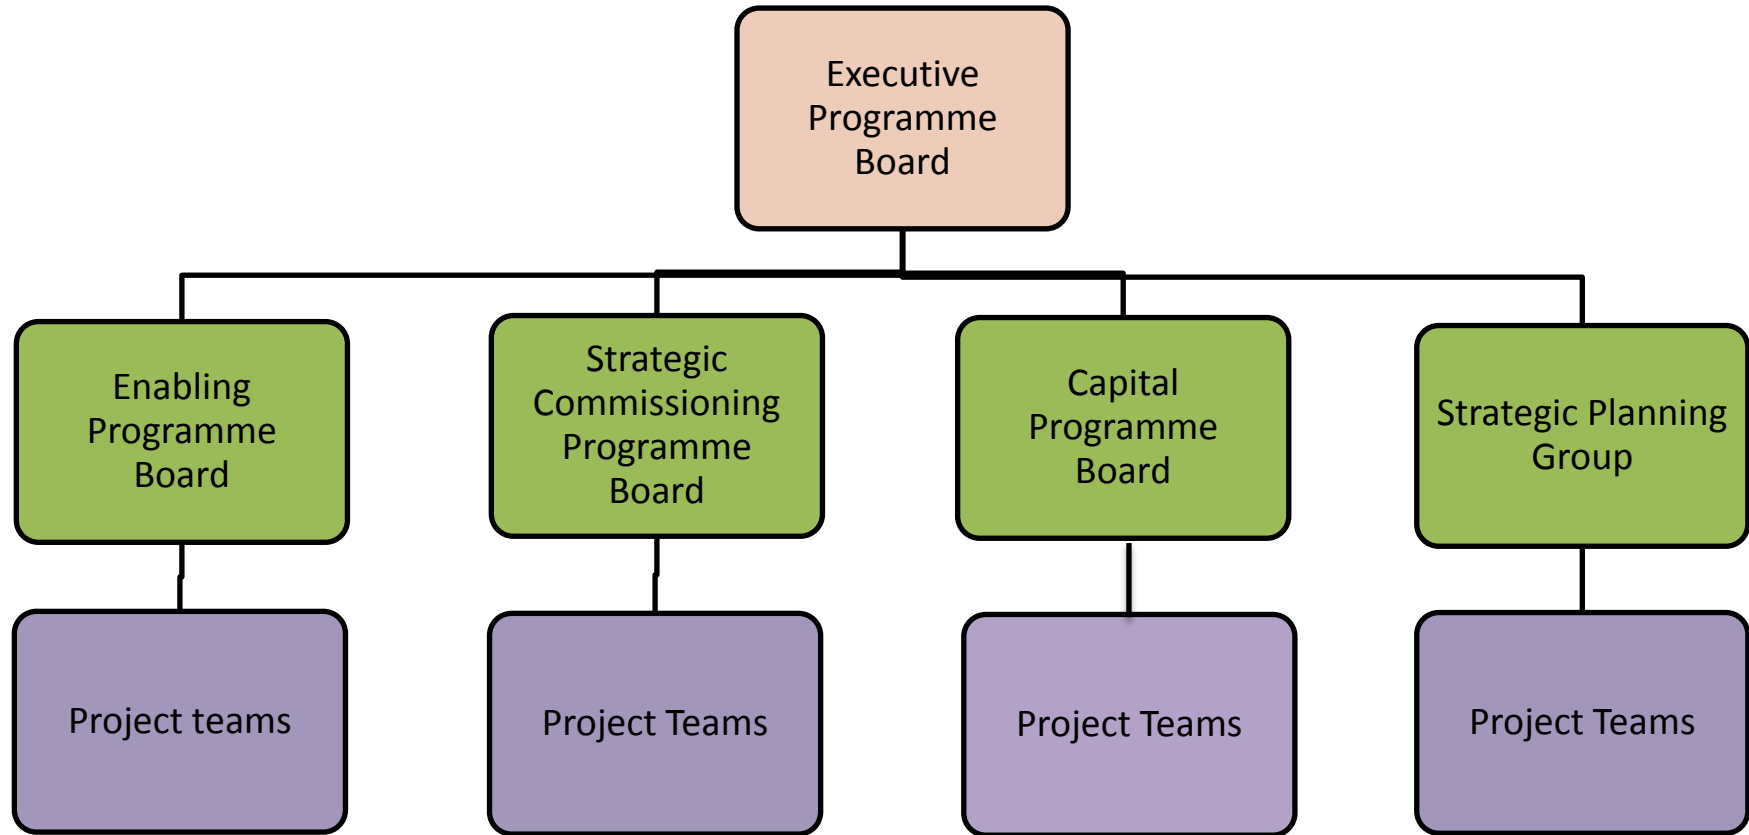 Executive
Programme
Board
Enabling
Programme
Board
Strategic
Commissioning
Programme
Board
Capital
Programme
Board
Strategic Planning
Group
Project teams
Project Teams
Project Teams
Project Teams